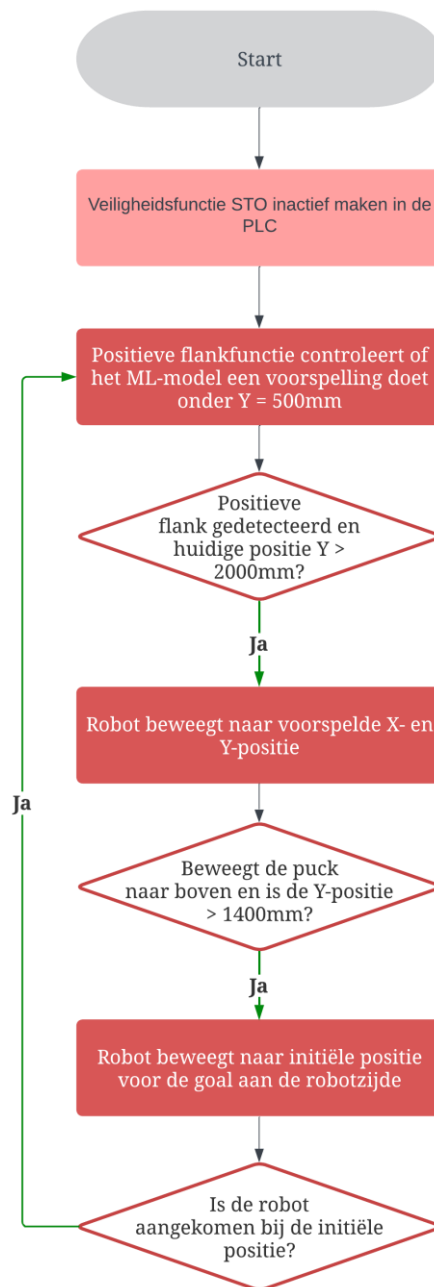 Start
Veiligheidsfunctie STO inactief maken in de
PLC
Positieve flankfunctie controleert of
het ML-model een voorspelling doet
onder Y = 500mm
Positieve
flank gedetecteerd en
huidige positie Y >
2000mm?
Ja
Robot beweegt naar voorspelde X- en
Y-positie
Ja
Beweegt de puck
naar boven en is de Y-positie
> 1400mm?
Ja
Robot beweegt naar initiële positie
voor de goal aan de robotzijde
Is de robot
aangekomen bij de initiële
positie?